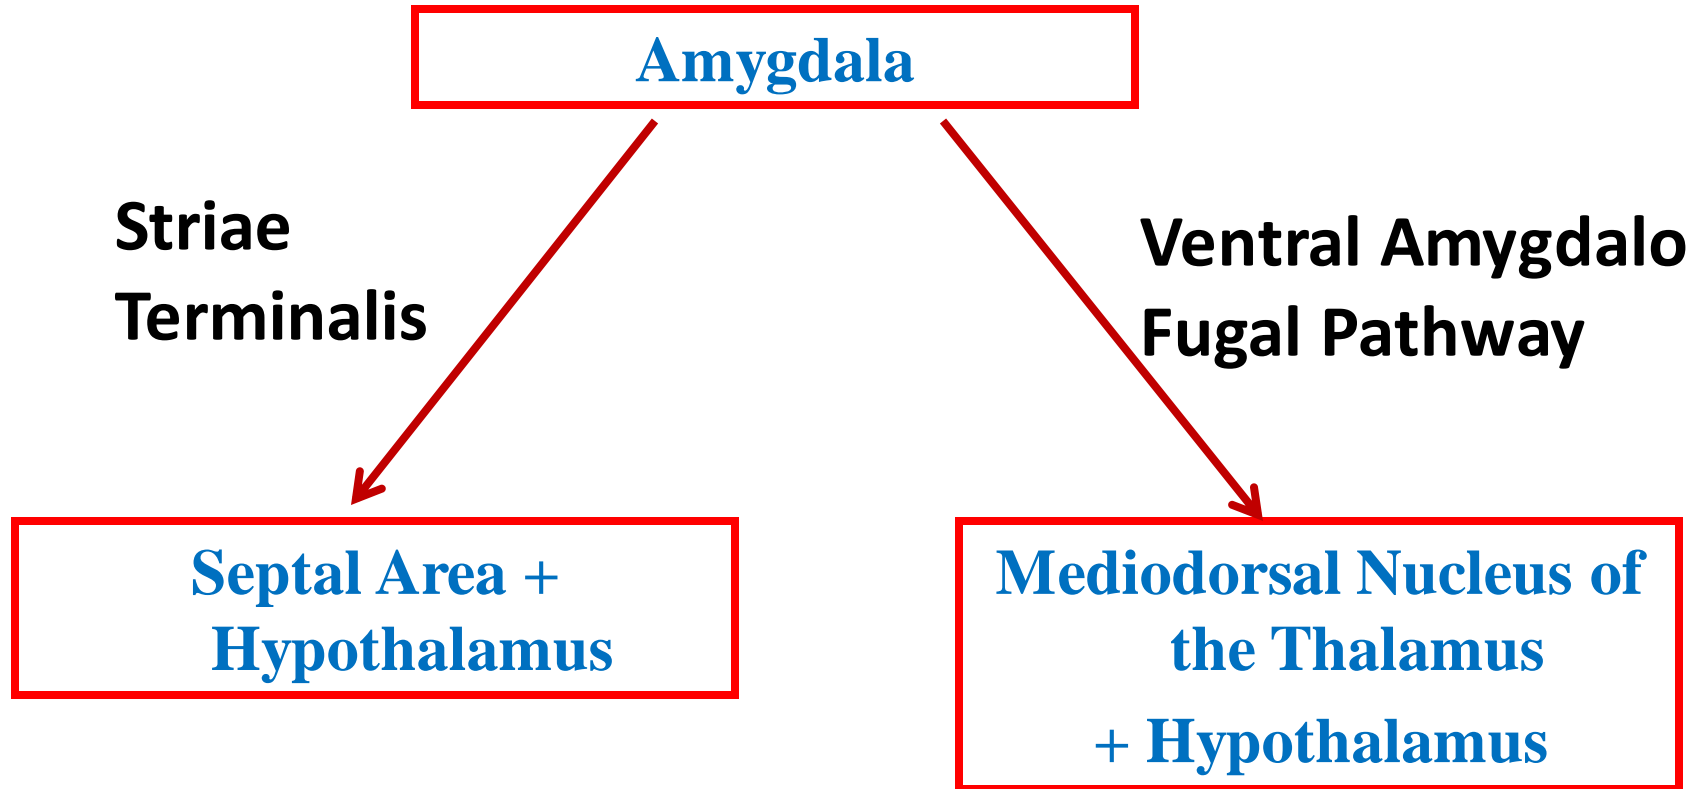 Amygdala
Striae
Terminalis
Ventral Amygdalo
Fugal Pathway
Septal Area +
Hypothalamus
Mediodorsal Nucleus of
the Thalamus
+ Hypothalamus